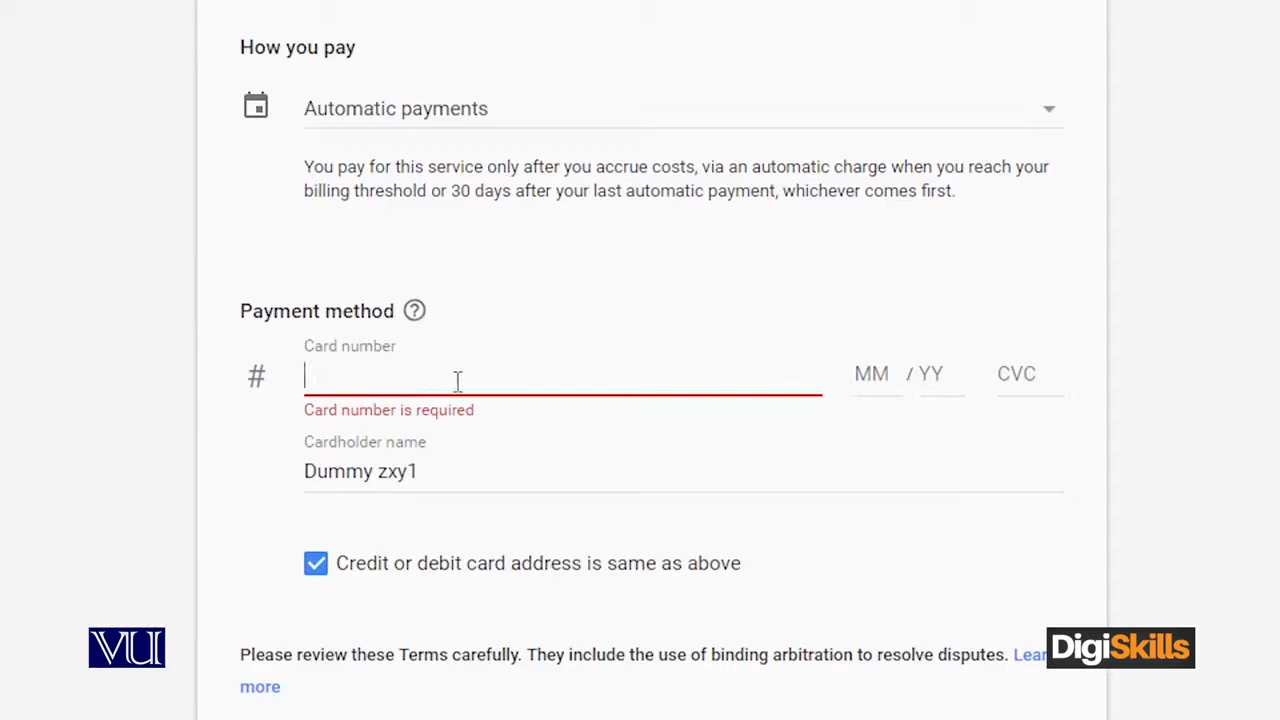 How you pay
Automatic payments
You pay for this service only after you accrue costs, via an automatic charge when you reach your
billing threshold or 30 days after your last automatic payment, whichever comes first.
Payment method ?
Card number
# MM / YY CVC
Card number is required
Cardholder name
Dummy zxy1
Credit or debit card address is same as above
VU
DigiSkills
Please review these Terms carefully. They include the use of binding arbitration to resolve disputes. Lear
more